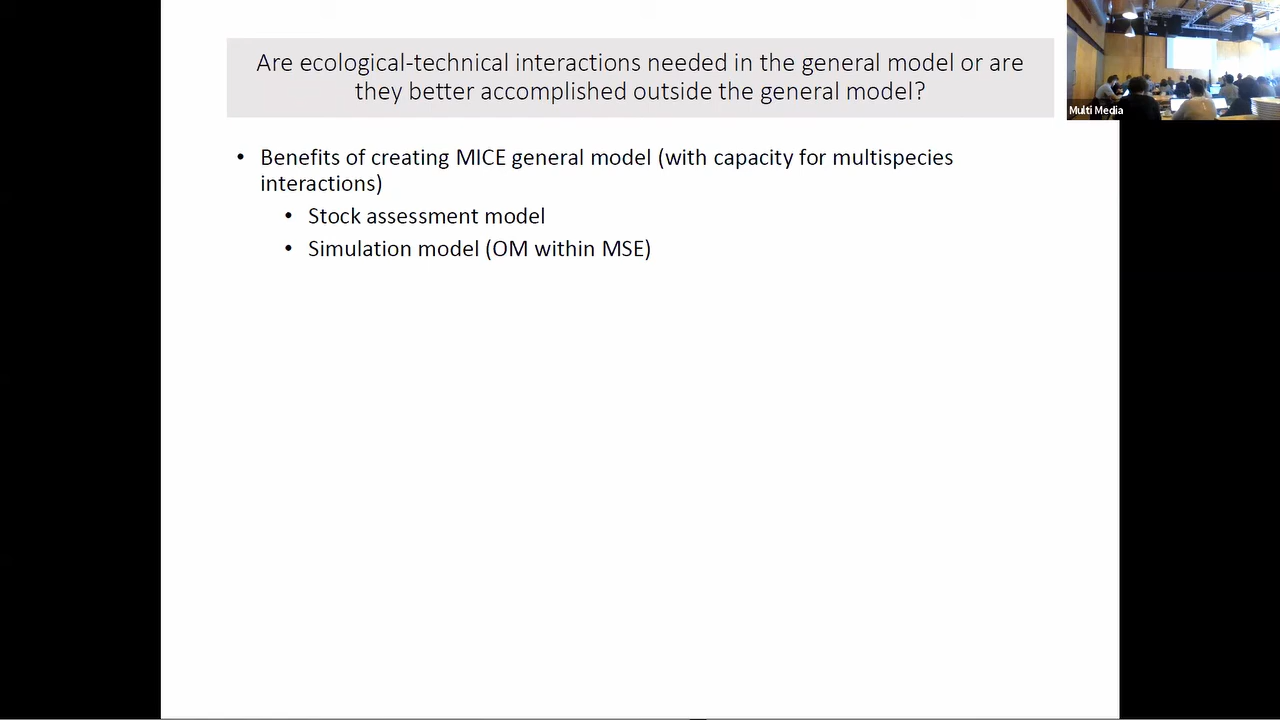 Are ecological-technical interactions needed in the general model or are
they better accomplished outside the general model?
Multi Media
• Benefits of creating MICE general model (with capacity for multispecies
interactions)
• Stock assessment model
• Simulation model (OM within MSE)